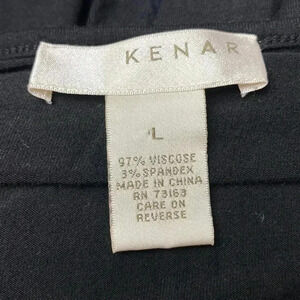 KENAR
L
97% VISCOSE
3% SPANDEX
MADE IN CHINA
RN 73163
CARE ON
REVERSE